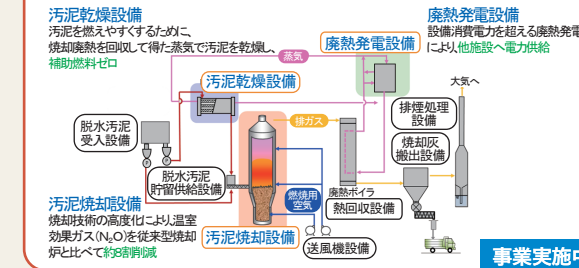 汚泥乾燥設備
汚泥を燃えやすくするために、
焼却廃熱を回収して得た蒸気で汚泥を乾燥し、
補助燃料ゼロ
廃熱発電設備
設備消費電力を超える廃熱発電
により、他施設へ電力供給
廃熱発電設備
蒸気
汚泥乾燥設備
大気へ
排ガス
排煙処理
設備
脱水汚泥
受入設備
焼却灰
搬出設備
P
P
脱水汚泥
貯留供給設備
燃焼用
空気
廃熱ボイラ
熱回収設備
汚泥焼却設備
焼却技術の高度化により温室
効果ガス(N₂O)を従来型焼却
炉と比べて約8割削減
汚泥焼却設備
送風機設備
事業実施中